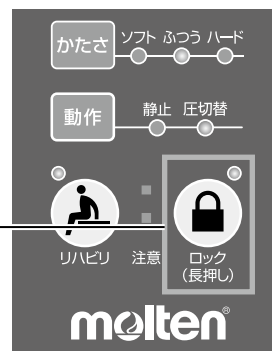 かたさ ソフト ふつう ハード
動作 静止 圧切替
リハビリ 注意 ロック
(長押し)
molten®